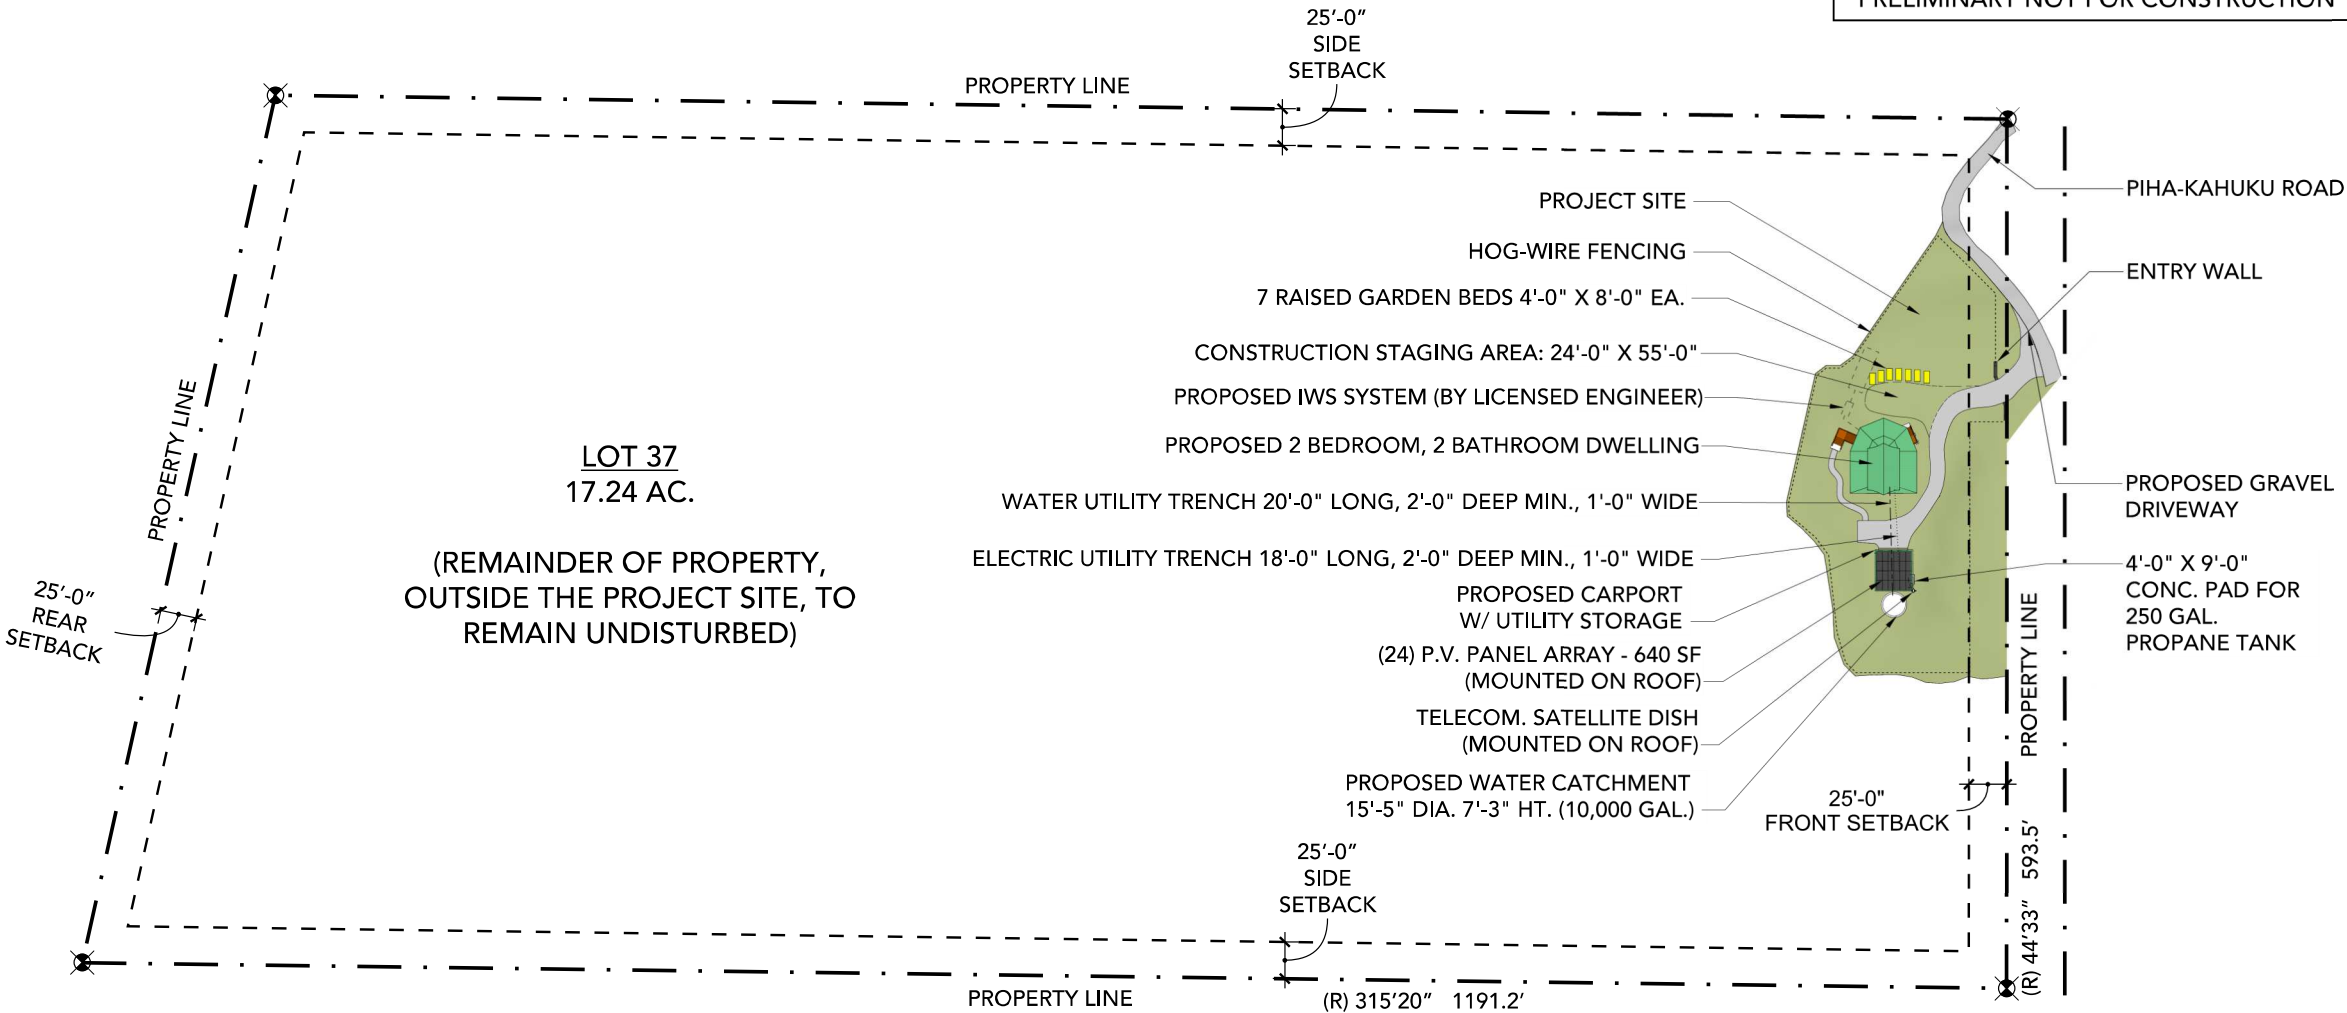 PRELIMINARY NOT FOR CONSTRUCTION
25'-0"
SIDE
SETBACK
PROPERTY LINE
PIHA-KAHUKU ROAD
PROJECT SITE
HOG-WIRE FENCING
ENTRY WALL
7 RAISED GARDEN BEDS 4'-0" X 8'-0" EA.
CONSTRUCTION STAGING AREA: 24'-0" X 55'-0"
PROPOSED IWS SYSTEM (BY LICENSED ENGINEER)
PROPOSED 2 BEDROOM, 2 BATHROOM DWELLING
PROPERTY LINE
LOT 37
17.24 AC.
(REMAINDER OF PROPERTY,
OUTSIDE THE PROJECT SITE, TO
REMAIN UNDISTURBED)
WATER UTILITY TRENCH 20'-0" LONG, 2'-0" DEEP MIN., 1'-0" WIDE
PROPOSED GRAVEL
DRIVEWAY
ELECTRIC UTILITY TRENCH 18'-0" LONG, 2'-0" DEEP MIN., 1'-0" WIDE
4'-0" X 9'-0"
CONC. PAD FOR
250 GAL.
PROPANE TANK
25'-0"
REAR
SETBACK
PROPOSED CARPORT
W/ UTILITY STORAGE
(24) P.V. PANEL ARRAY - 640 SF
(MOUNTED ON ROOF)
TELECOM. SATELLITE DISH
(MOUNTED ON ROOF)
PROPERTY LINE
PROPOSED WATER CATCHMENT
15'-5" DIA. 7'-3" HT. (10,000 GAL.)
25'-0"
FRONT SETBACK
25'-0"
SIDE
SETBACK
(R) 44'33" 593.5'
PROPERTY LINE
(R) 315'20" 1191.2'